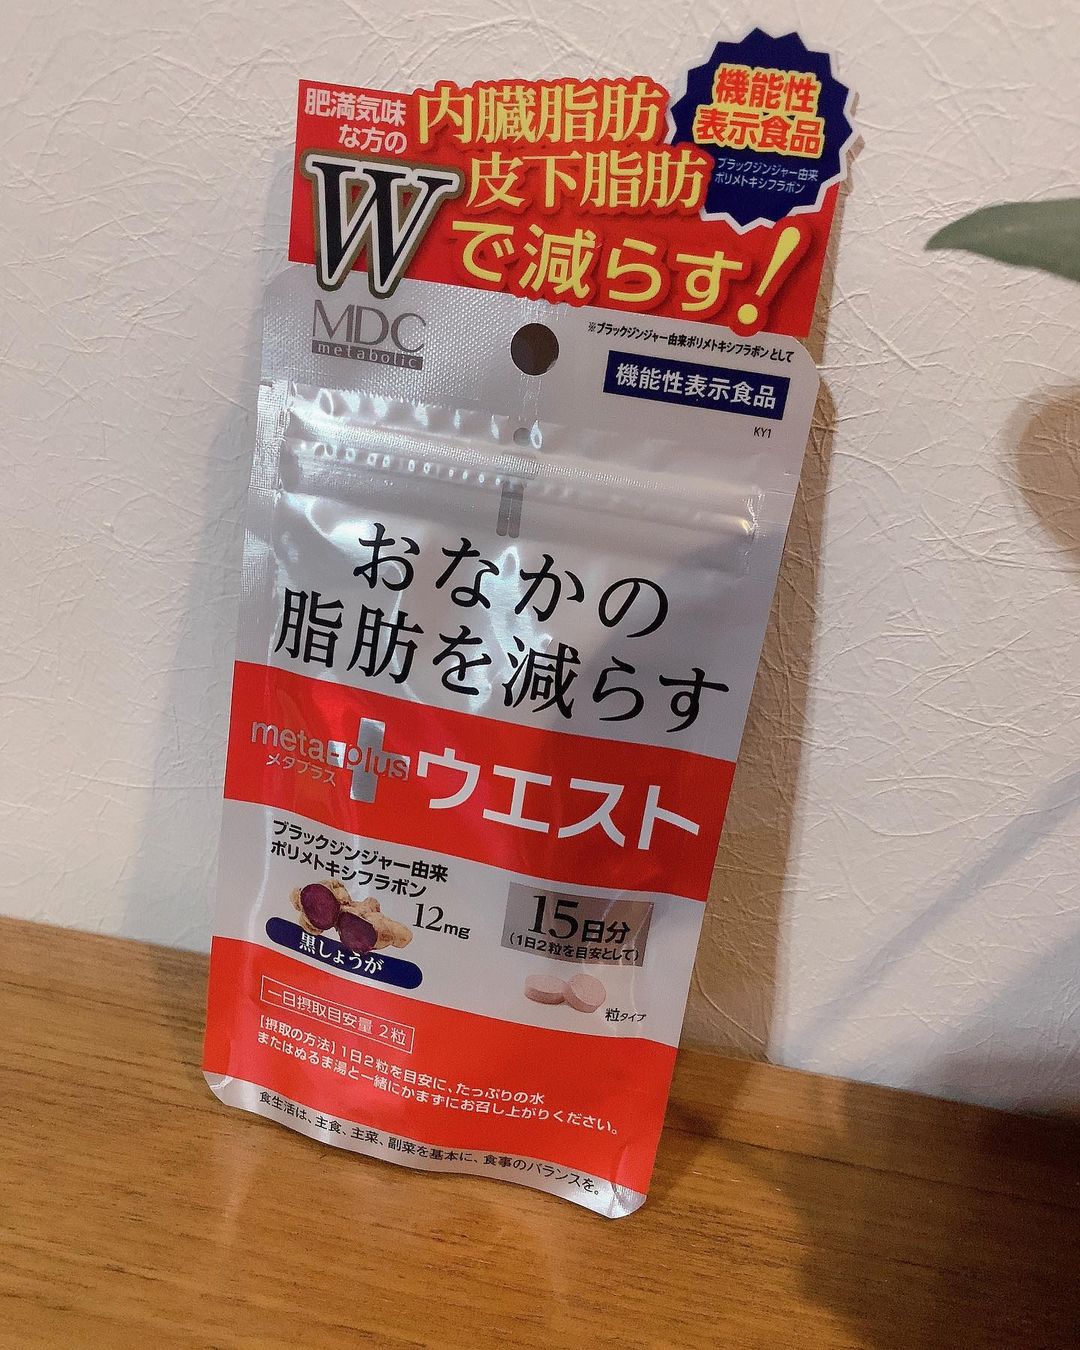 肥満気味
な方の
内臓脂肪
皮下脂肪
Wで減らす!
機能性
表示食品
ブラックジンジャー由来
ポリメトキシフラボン
MDC
metabolic
※ブラックジンジャー由来ポリメトキシフラボンとして
機能性表示食品
KY1
おなかの
脂肪を減らす
meta-plus
メタプラス
ウエスト
ブラックジンジャー由来
ポリメトキシフラボン
12mg
黒しょうが
15日分
(1日2粒を目安として)
粒タイプ
一日摂取目安量 2粒
【摂取の方法】1日2粒を目安に、たっぷりの水
またはぬるま湯と一緒にかまずにお召し上がりください。
食生活は、主食、主菜、副菜を基本に、食事のバランスを。